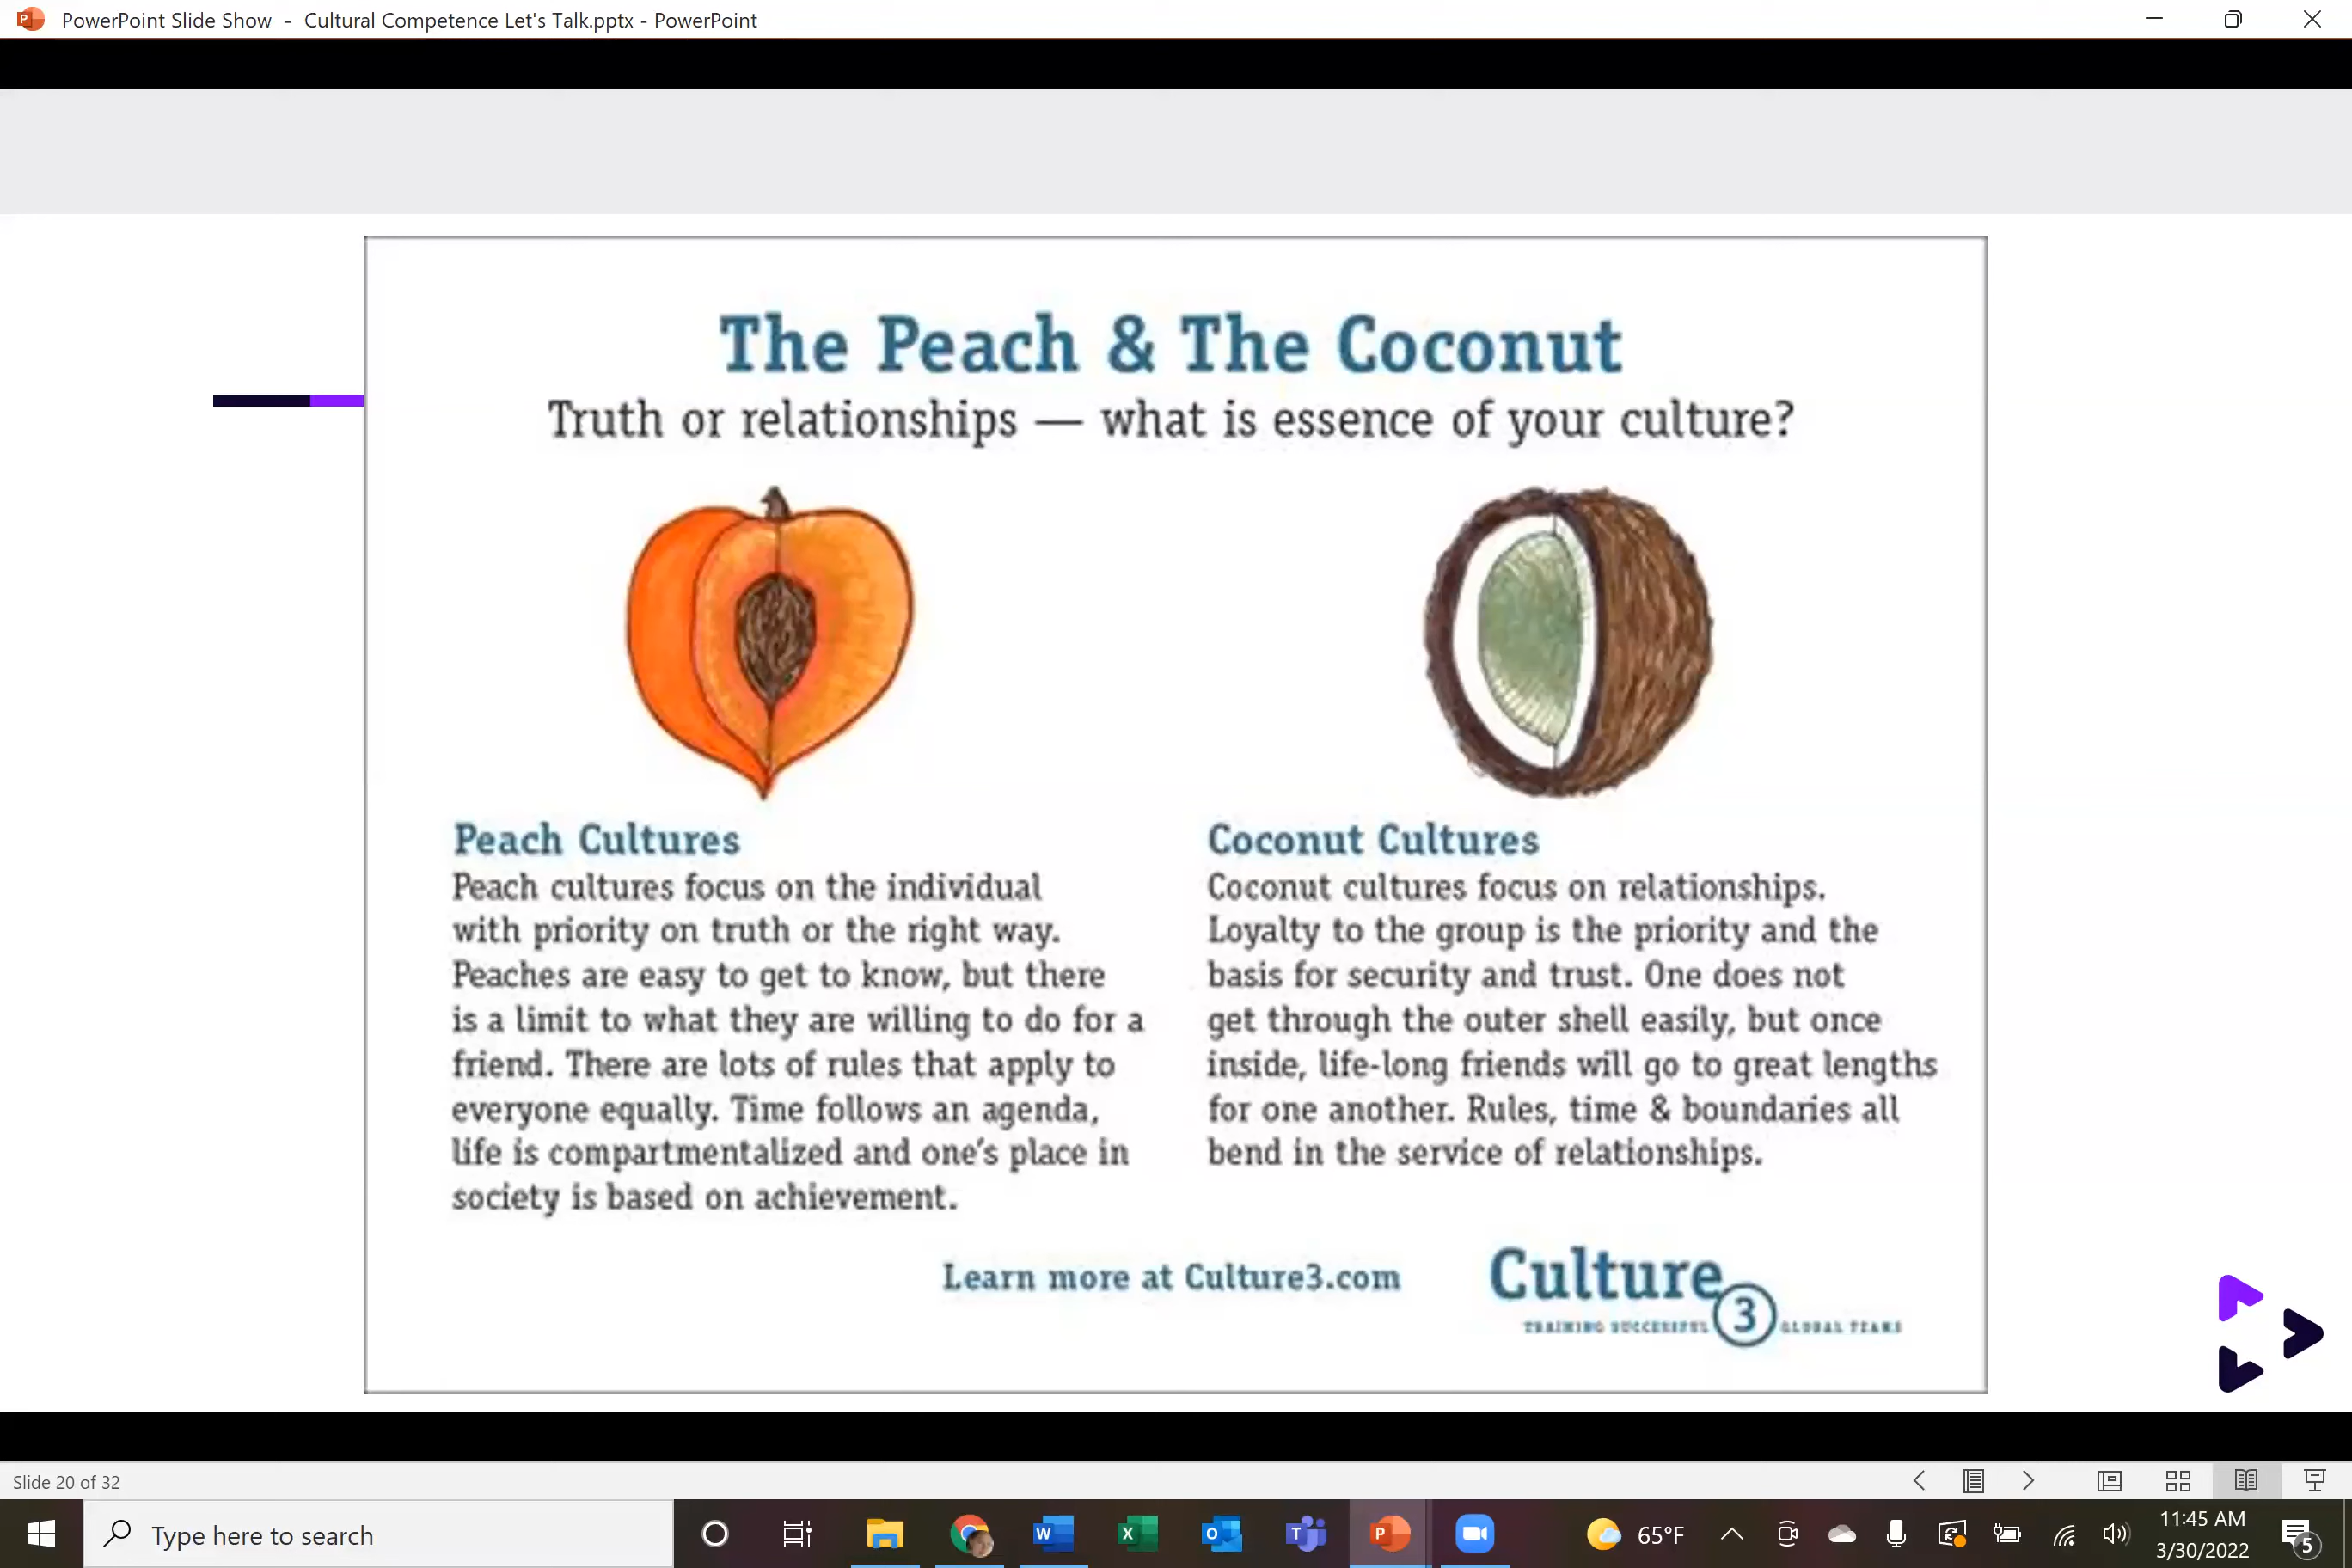 PowerPoint Slide Show - Cultural Competence Let's Talk.pptx - PowerPoint
The Peach & The Coconut
Truth or relationships — what is essence of your culture?
Peach Cultures
Peach cultures focus on the individual
with priority on truth or the right way.
Peaches are easy to get to know, but there
is a limit to what they are willing to do for a
friend. There are lots of rules that apply to
everyone equally. Time follows an agenda,
life is compartmentalized and one's place in
society is based on achievement.
Coconut Cultures
Coconut cultures focus on relationships.
Loyalty to the group is the priority and the
basis for security and trust. One does not
get through the outer shell easily, but once
inside, life-long friends will go to great lengths
for one another. Rules, time & boundaries all
bend in the service of relationships.
Learn more at Culture3.com
Culture
3
TRAINING SUCCESSFUL GLOBAL TEAMS
Slide 20 of 32
Type here to search
65°F
11:45 AM
3/30/2022
5